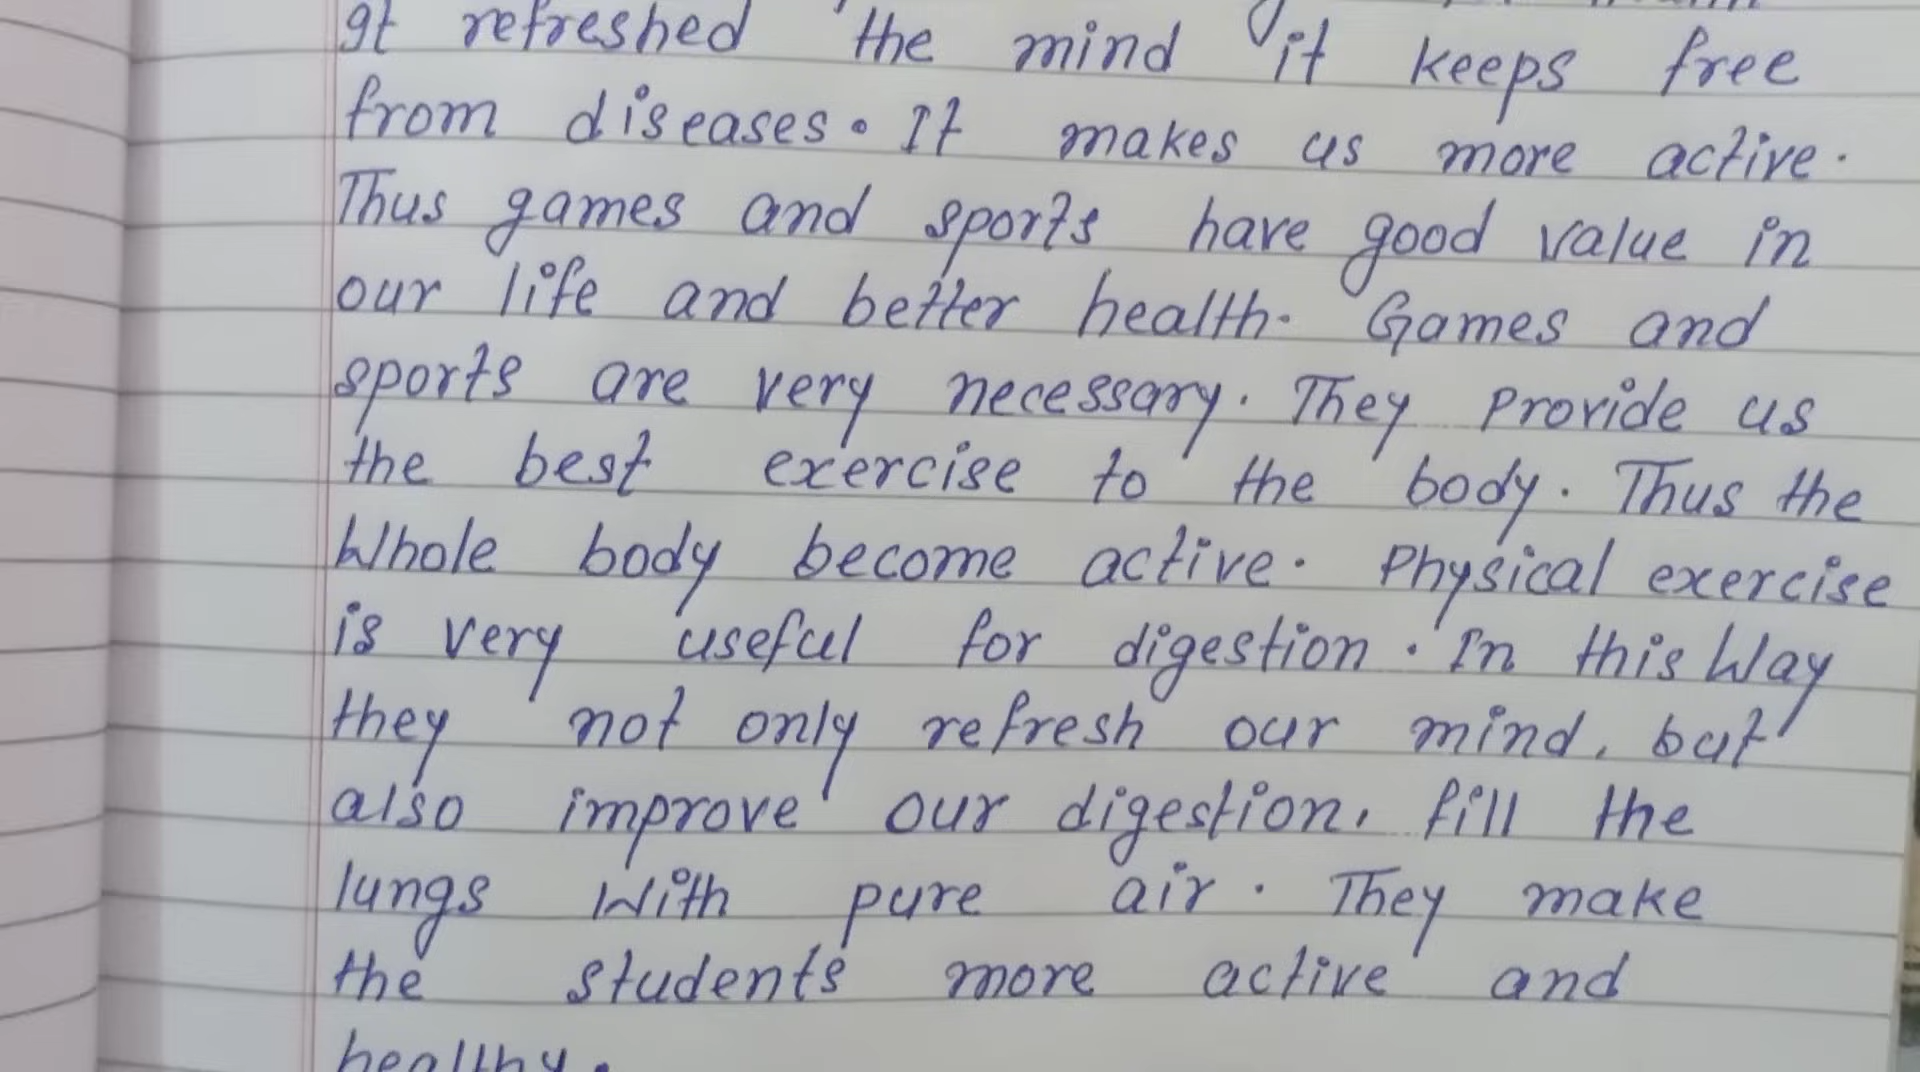 It refreshed the mind it keeps free
from diseases. It makes us more active.
Thus games and sports have good value in
our life and better health. Games and
sports are very necessary. They provide us
the best exercise to the body. Thus the
Whole body become active. Physical exercise
is very useful for digestion. In this Way
they not only refresh our mind, but
also improve our digestion, fill the
lungs With pure air. They make
the students more active and
healthy.